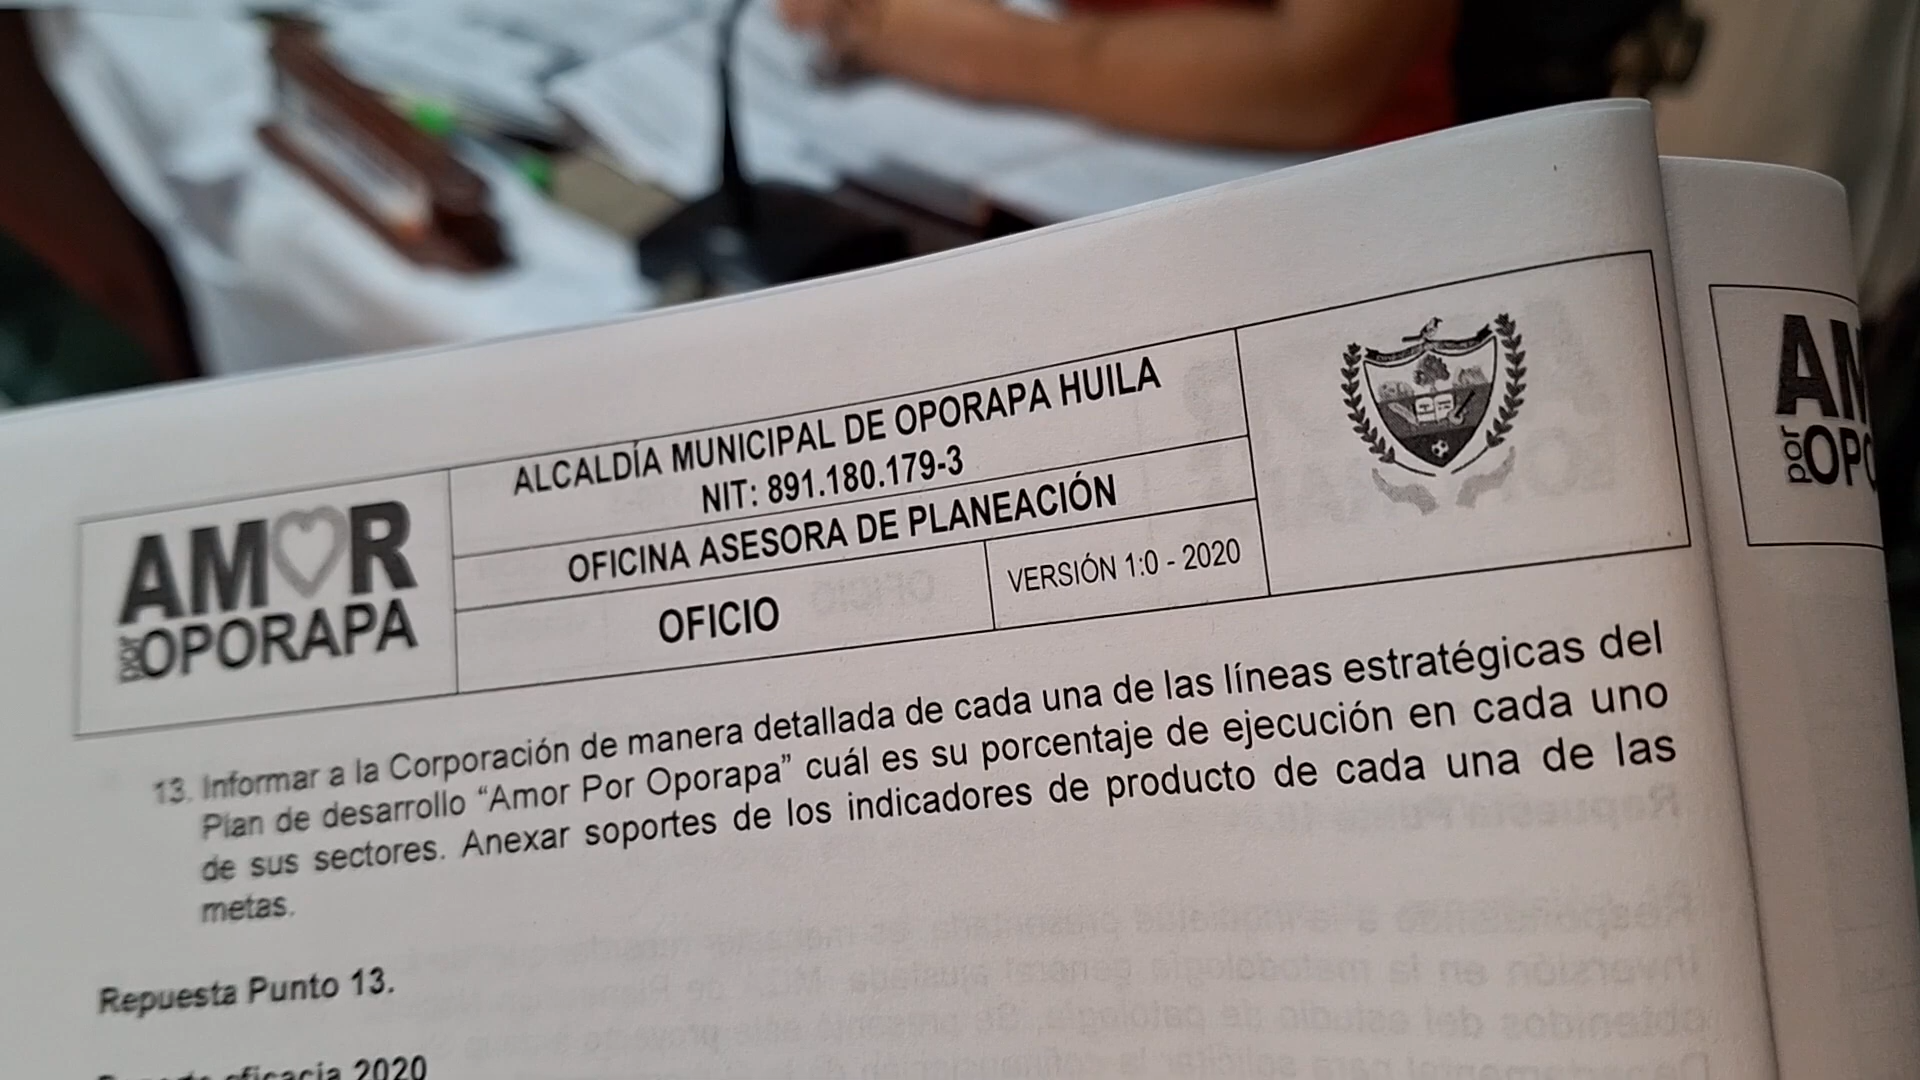 AMOR
por OPORAPA
ALCALDÍA MUNICIPAL DE OPORAPA HUILA
NIT: 891.180.179-3
OFICINA ASESORA DE PLANEACIÓN
OFICIO
VERSIÓN 1:0 - 2020
13. Informar a la Corporación de manera detallada de cada una de las líneas estratégicas del
Plan de desarrollo “Amor Por Oporapa” cuál es su porcentaje de ejecución en cada uno
de sus sectores. Anexar soportes de los indicadores de producto de cada una de las
metas.
Repuesta Punto 13.
eficacia 2020
AM
por OPO